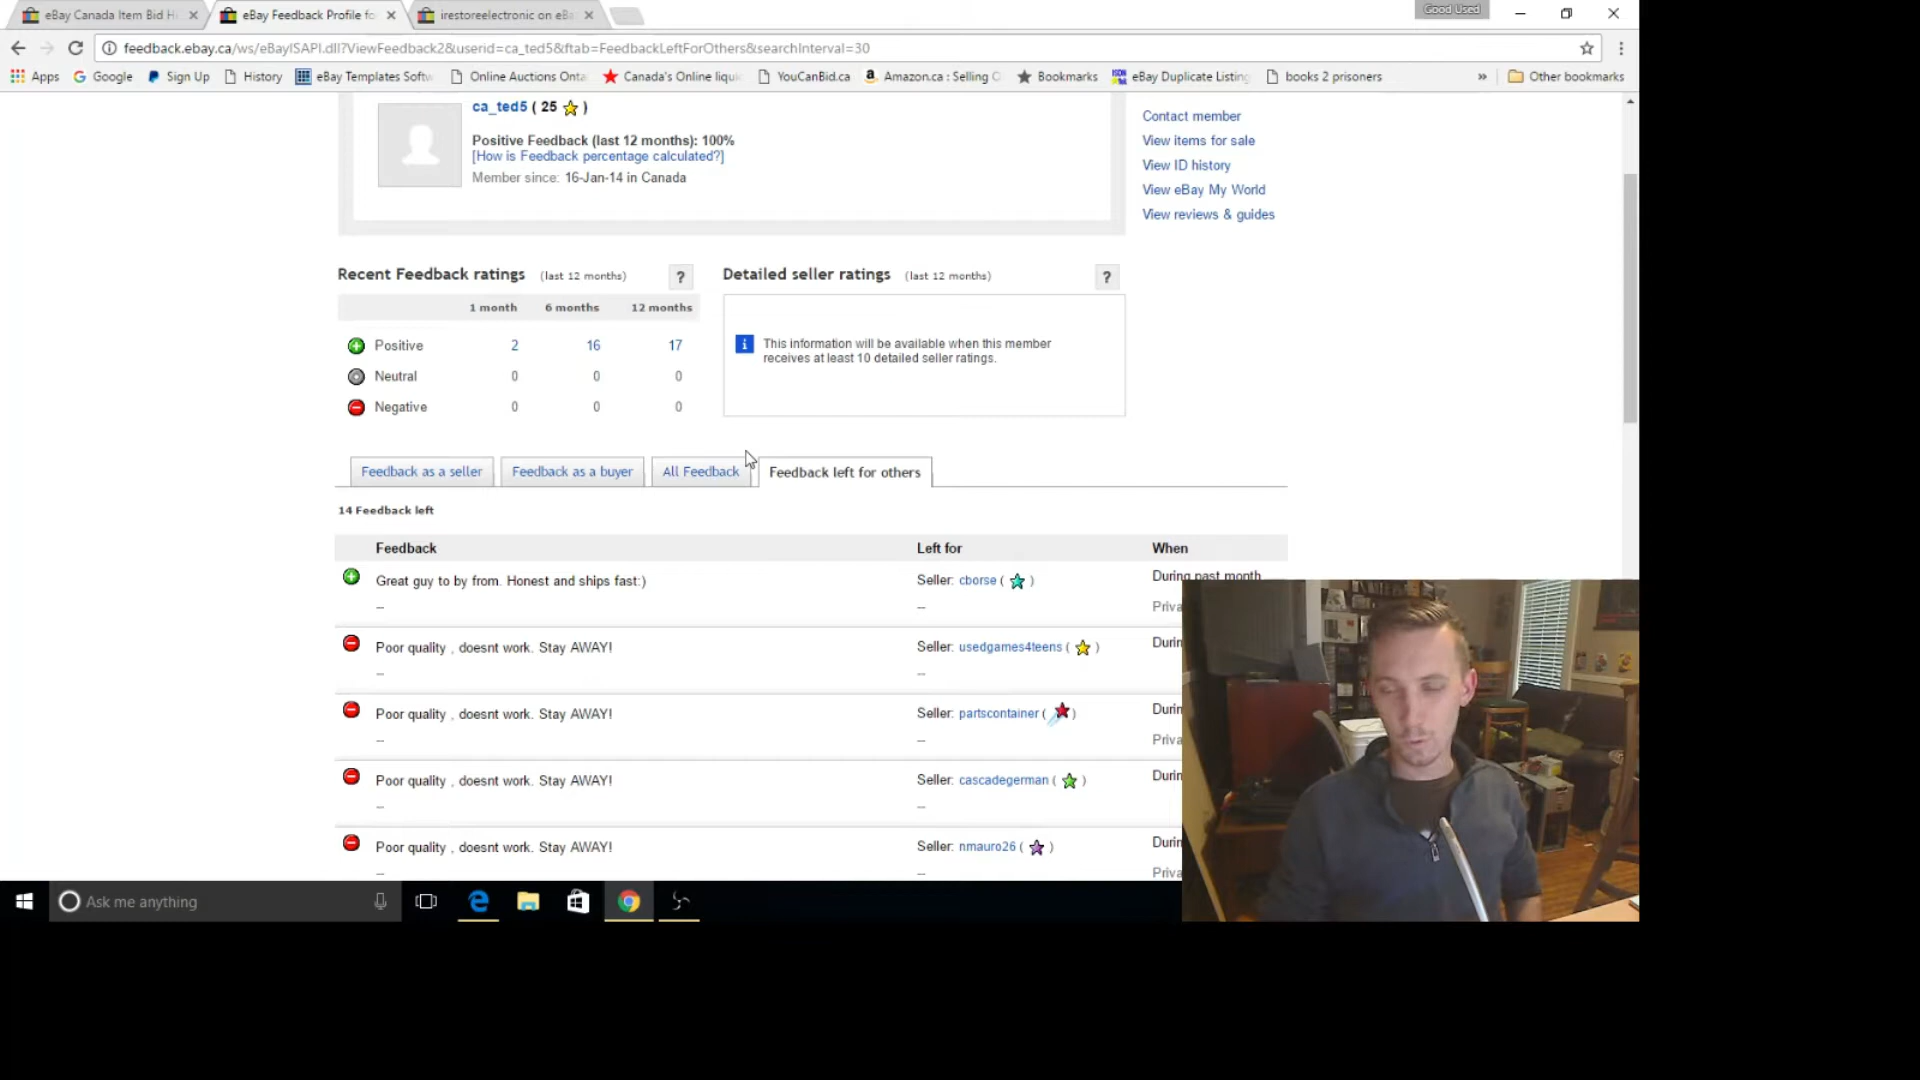 eBay Canada Item Bid Hi
eBay Feedback Profile fo
irestoreelectronic on eBa
Good Used
feedback.ebay.ca/ws/eBayISAPI.dll?ViewFeedback2&userid=ca_ted5&ftab=FeedbackLeftForOthers&searchInterval=30
Apps Google Sign Up History eBay Templates Softw Online Auctions Onta Canada's Online liqui YouCanBid.ca Amazon.ca : Selling C Bookmarks eBay Duplicate Listing books 2 prisoners » Other bookmarks
ca_ted5 ( 25 )
Positive Feedback (last 12 months): 100%
[How is Feedback percentage calculated?]
Member since: 16-Jan-14 in Canada
Contact member
View items for sale
View ID history
View eBay My World
View reviews & guides
Recent Feedback ratings (last 12 months) ?
1 month 6 months 12 months
Positive 2 16 17
Neutral 0 0 0
Negative 0 0 0
Detailed seller ratings (last 12 months) ?
This information will be available when this member
receives at least 10 detailed seller ratings.
Feedback as a seller Feedback as a buyer All Feedback Feedback left for others
14 Feedback left
Feedback Left for When
Great guy to by from. Honest and ships fast:) Seller: cborse ( ) During past month
-- -- Priva
Poor quality , doesnt work. Stay AWAY! Seller: usedgames4teens ( ) Durin
-- --
Poor quality , doesnt work. Stay AWAY! Seller: partscontainer ( ) Durin
-- -- Priva
Poor quality , doesnt work. Stay AWAY! Seller: cascadegerman ( ) Durin
-- --
Poor quality , doesnt work. Stay AWAY! Seller: nmauro26 ( ) Durin
-- -- Priva
Ask me anything